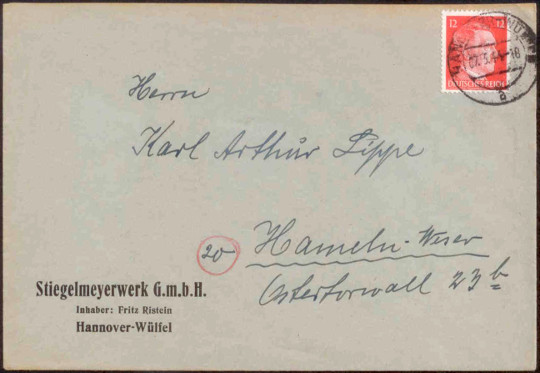 12 12
DEUTSCHES REICH
Herrn
Karl Arthur Lippe
20 Hameln-Weser
Ostertorwall 23b
Stiegelmeyerwerk G.m.b.H.
Inhaber: Fritz Ristein
Hannover-Wülfel